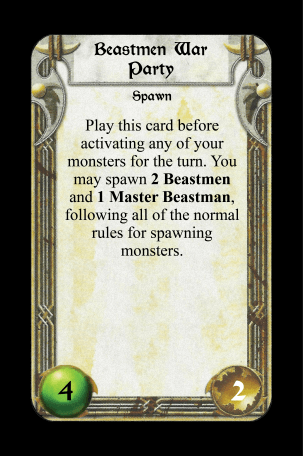 Beastmen War
Party
Spawn
Play this card before
activating any of your
monsters for the turn. You
may spawn 2 Beastmen
and 1 Master Beastman,
following all of the normal
rules for spawning
monsters.
4
2